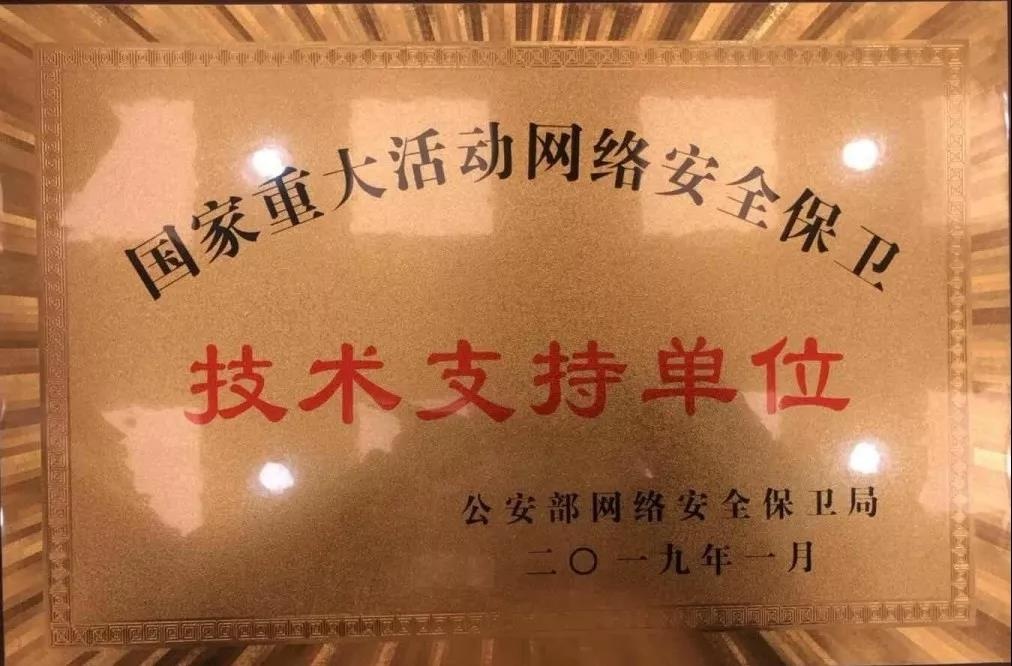 国家重大活动网络安全保卫
技术支持单位
公安部网络安全保卫局
二〇一九年一月